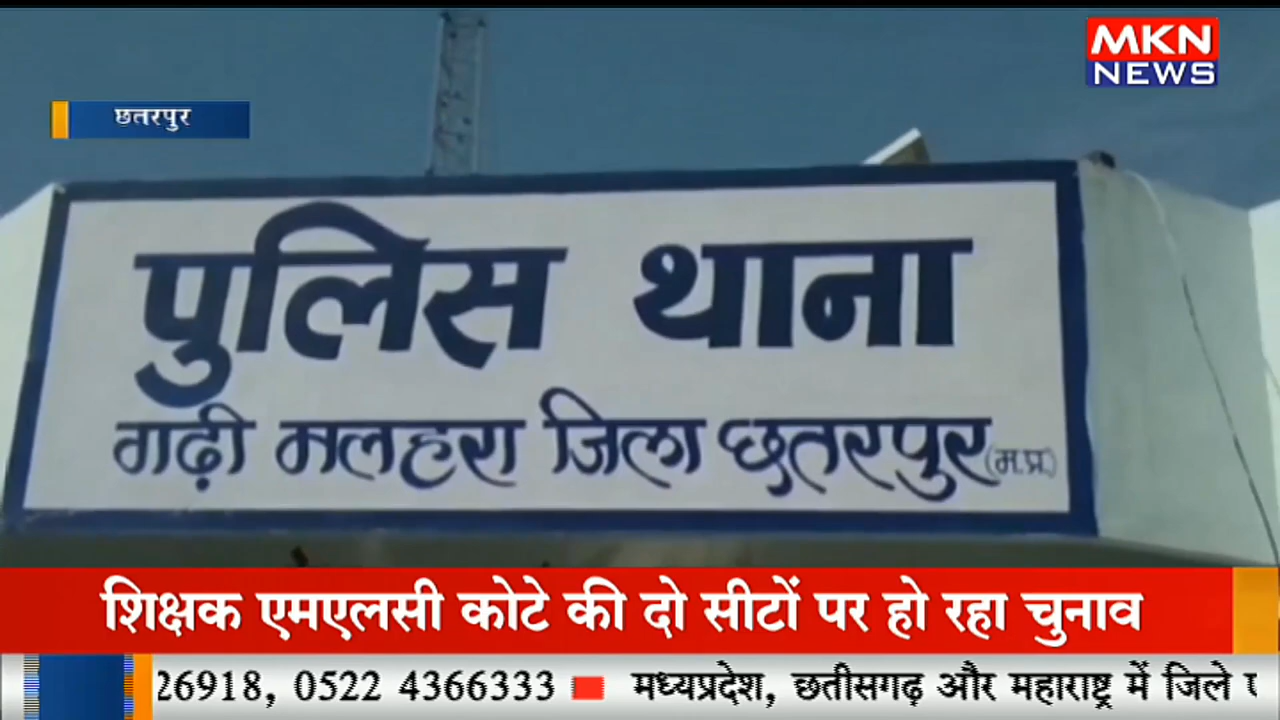 MKN
NEWS
छतरपुर
पुलिस थाना
गढ़ी मलहरा जिला छतरपुर (म.प्र.)
शिक्षक एमएलसी कोटे की दो सीटों पर हो रहा चुनाव
26918, 0522 4366333 मध्यप्रदेश, छतीसगढ़ और महाराष्ट्र में जिले